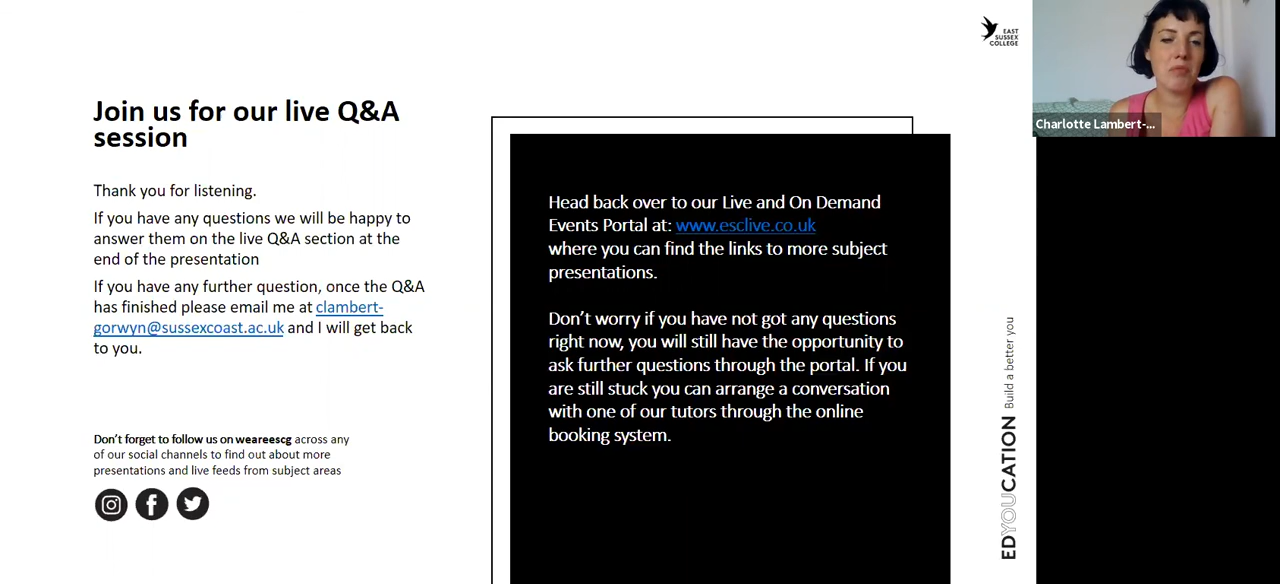 EAST
SUSSEX
COLLEGE
Charlotte Lambert-...
Join us for our live Q&A
session
Thank you for listening.
If you have any questions we will be happy to
answer them on the live Q&A section at the
end of the presentation
If you have any further question, once the Q&A
has finished please email me at clambert-
gorwyn@sussexcoast.ac.uk and I will get back
to you.
Don't forget to follow us on weareescg across any
of our social channels to find out about more
presentations and live feeds from subject areas
Head back over to our Live and On Demand
Events Portal at: www.esclive.co.uk
where you can find the links to more subject
presentations.
Don't worry if you have not got any questions
right now, you will still have the opportunity to
ask further questions through the portal. If you
are still stuck you can arrange a conversation
with one of our tutors through the online
booking system.
EDYOUCATION Build a better you